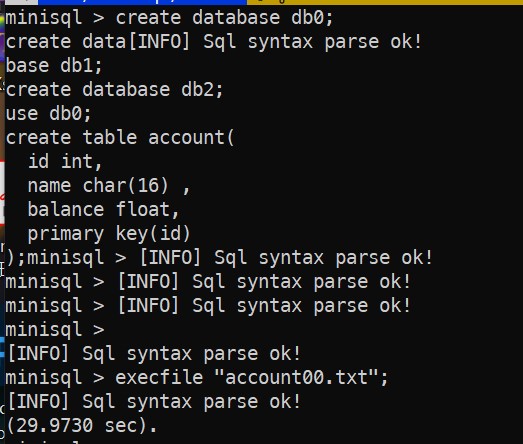 minisql > create database db0;
create data[INFO] Sql syntax parse ok!
base db1;
create database db2;
use db0;
create table account(
  id int,
  name char(16) ,
  balance float,
  primary key(id)
);minisql > [INFO] Sql syntax parse ok!
minisql > [INFO] Sql syntax parse ok!
minisql > [INFO] Sql syntax parse ok!
minisql >
[INFO] Sql syntax parse ok!
minisql > execfile "account00.txt";
[INFO] Sql syntax parse ok!
(29.9730 sec).